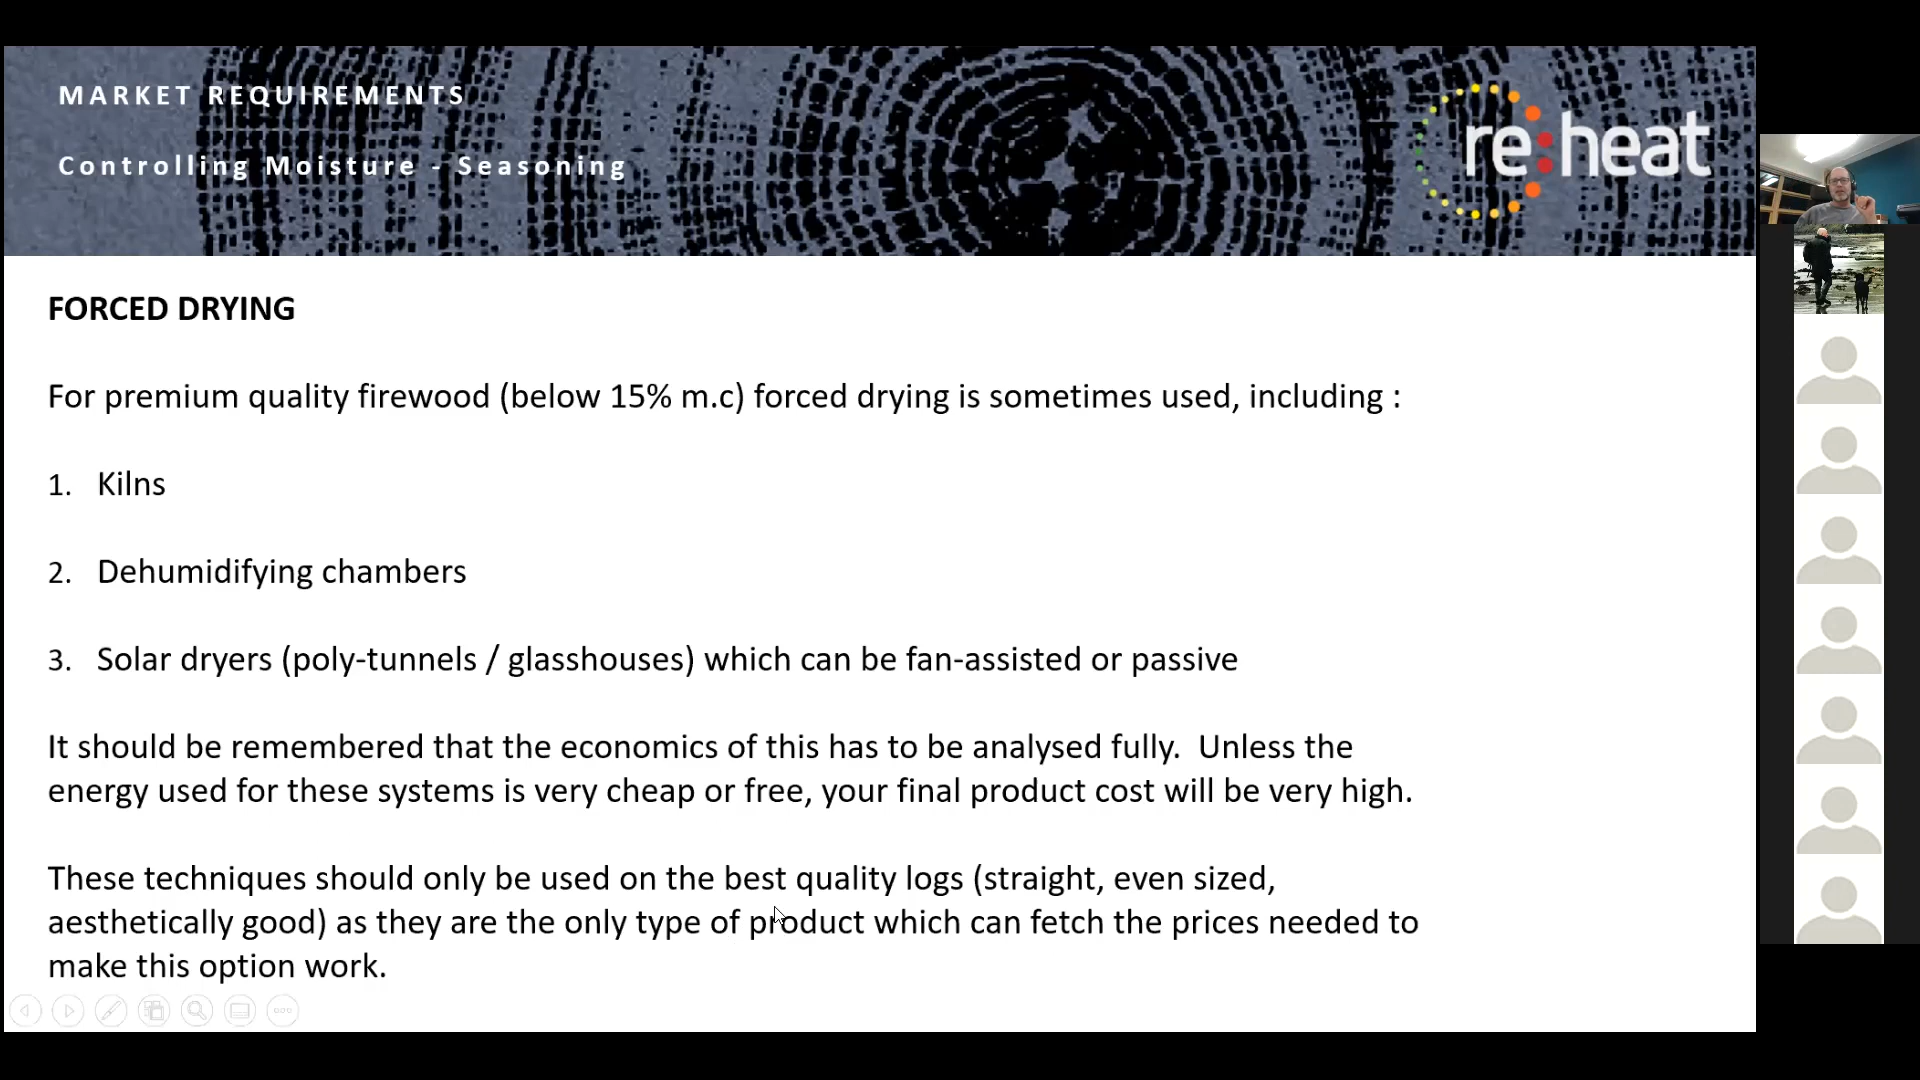 MARKET REQUIREMENTS
Controlling Moisture - Seasoning
re:heat
FORCED DRYING
For premium quality firewood (below 15% m.c) forced drying is sometimes used, including :
1. Kilns
2. Dehumidifying chambers
3. Solar dryers (poly-tunnels / glasshouses) which can be fan-assisted or passive
It should be remembered that the economics of this has to be analysed fully. Unless the
energy used for these systems is very cheap or free, your final product cost will be very high.
These techniques should only be used on the best quality logs (straight, even sized,
aesthetically good) as they are the only type of product which can fetch the prices needed to
make this option work.